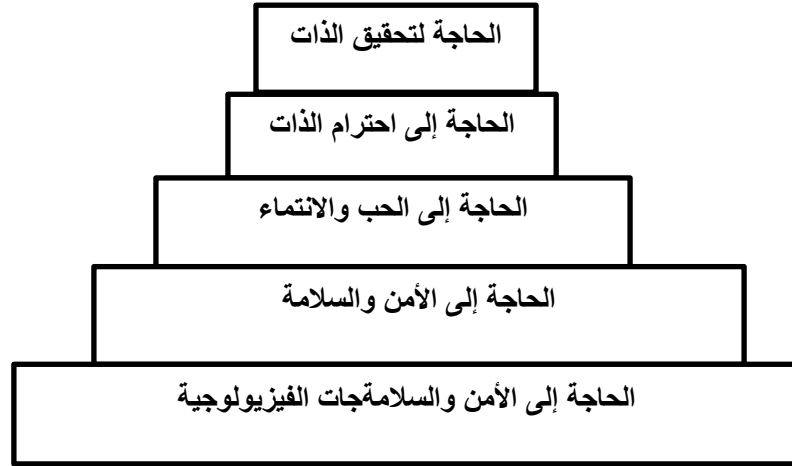 الحاجة لتحقيق الذات
الحاجة إلى احترام الذات
الحاجة إلى الحب والانتماء
الحاجة إلى الأمن والسلامة
الحاجة إلى الأمن والسلامةجات الفيزيولوجية